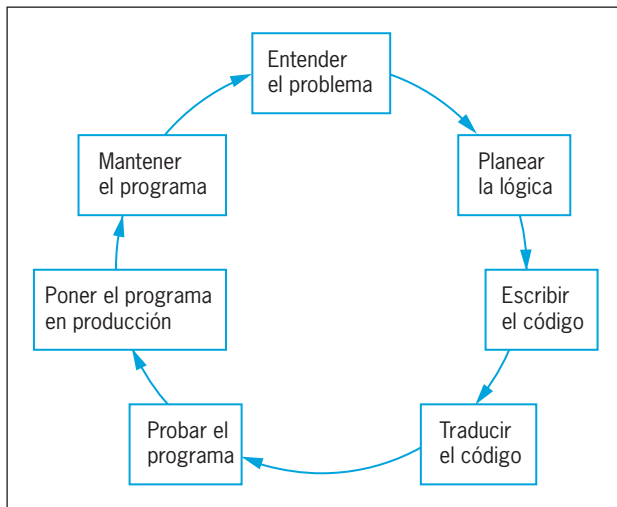 Entender
el problema
Planear
la lógica
Escribir
el código
Traducir
el código
Probar el
programa
Poner el programa
en producción
Mantener
el programa